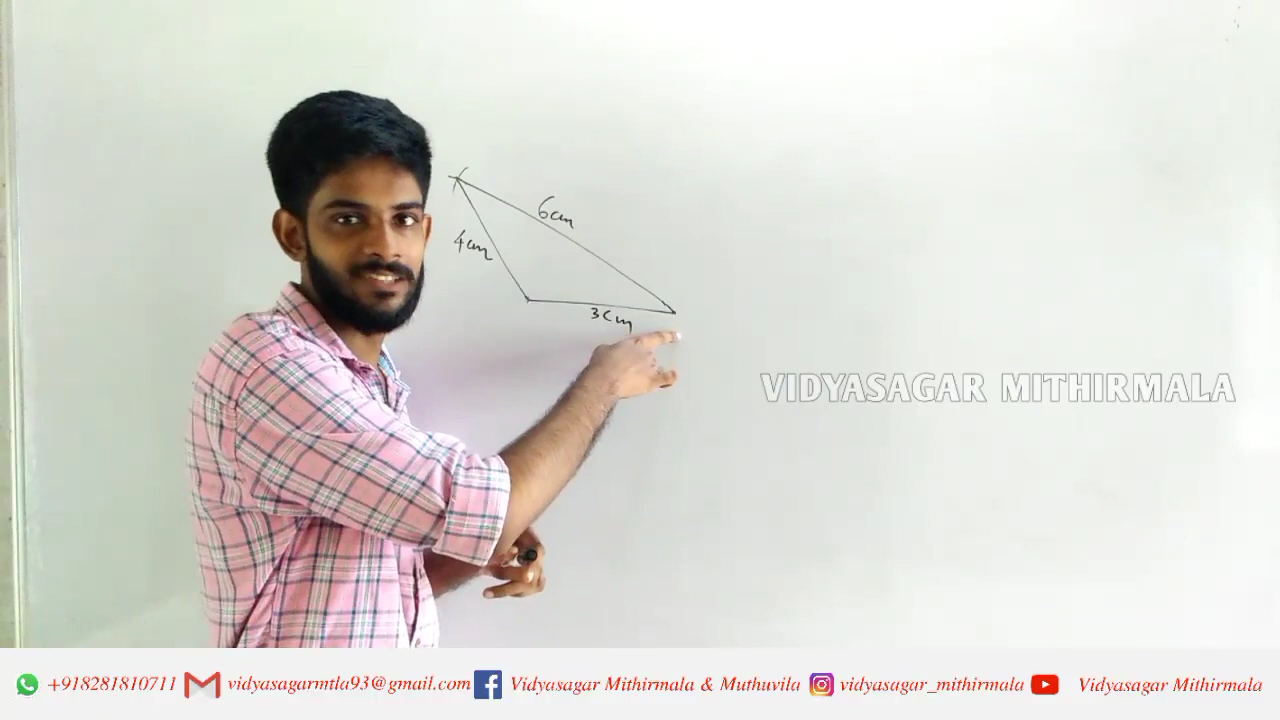 6cm
4cm
3cm
VIDYASAGAR MITHIRMALA
+918281810711 vidyasagarmtla93@gmail.com Vidyasagar Mithirmala & Muthuvila vidyasagar_mithirmala Vidyasagar Mithirmala